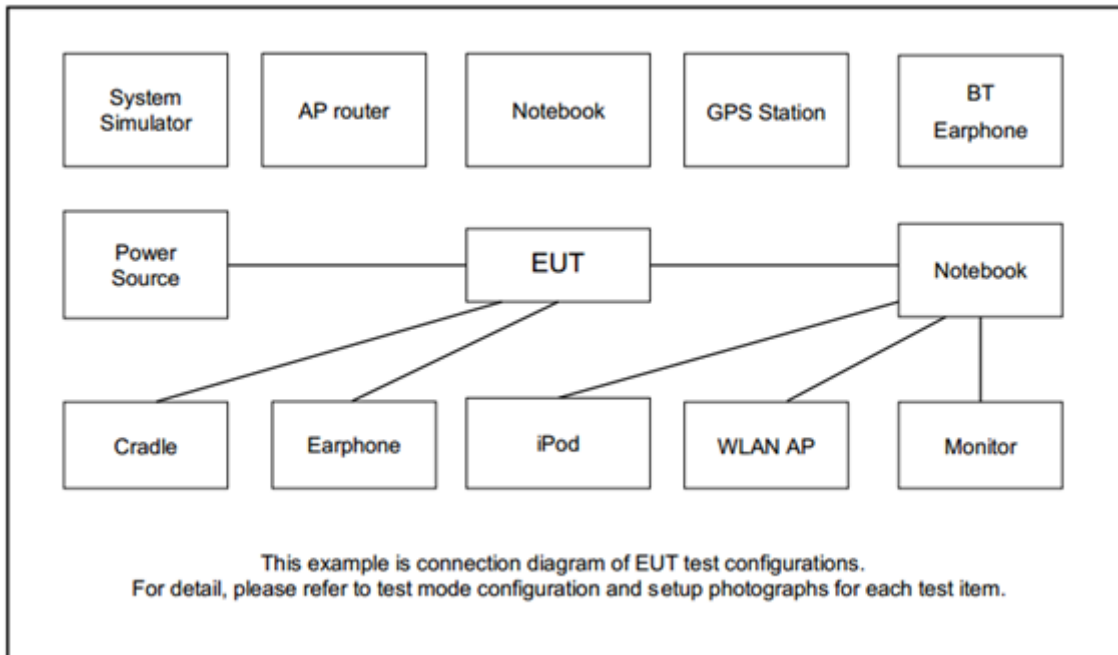 System
Simulator
AP router
Notebook
GPS Station
BT
Earphone
Power
Source
EUT
Notebook
Cradle
Earphone
iPod
WLAN AP
Monitor
This example is connection diagram of EUT test configurations.
For detail, please refer to test mode configuration and setup photographs for each test item.